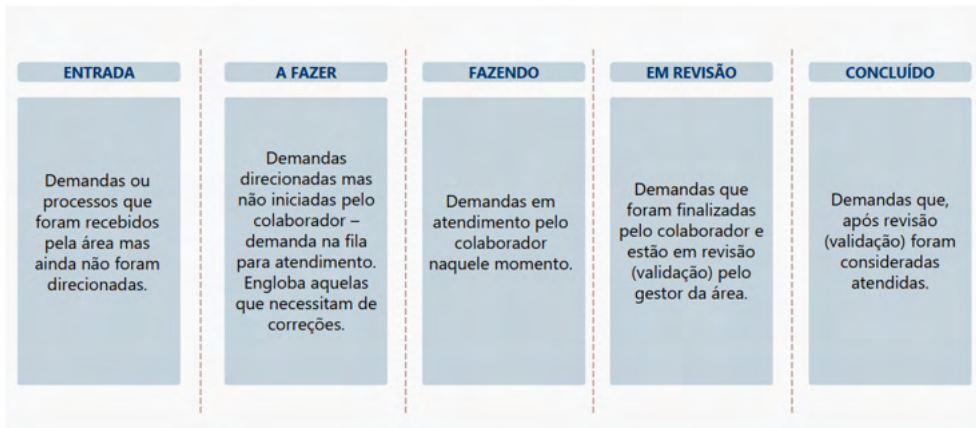 ENTRADA
Demandas ou
processos que
foram recebidos
pela área mas
ainda não foram
direcionadas.
A FAZER
Demandas
direcionadas mas
não iniciadas pelo
colaborador –
demanda na fila
para atendimento.
Engloba aquelas
que necessitam de
correções.
FAZENDO
Demandas em
atendimento pelo
colaborador
naquele momento.
EM REVISÃO
Demandas que
foram finalizadas
pelo colaborador e
estão em revisão
(validação) pelo
gestor da área.
CONCLUÍDO
Demandas que,
após revisão
(validação) foram
consideradas
atendidas.